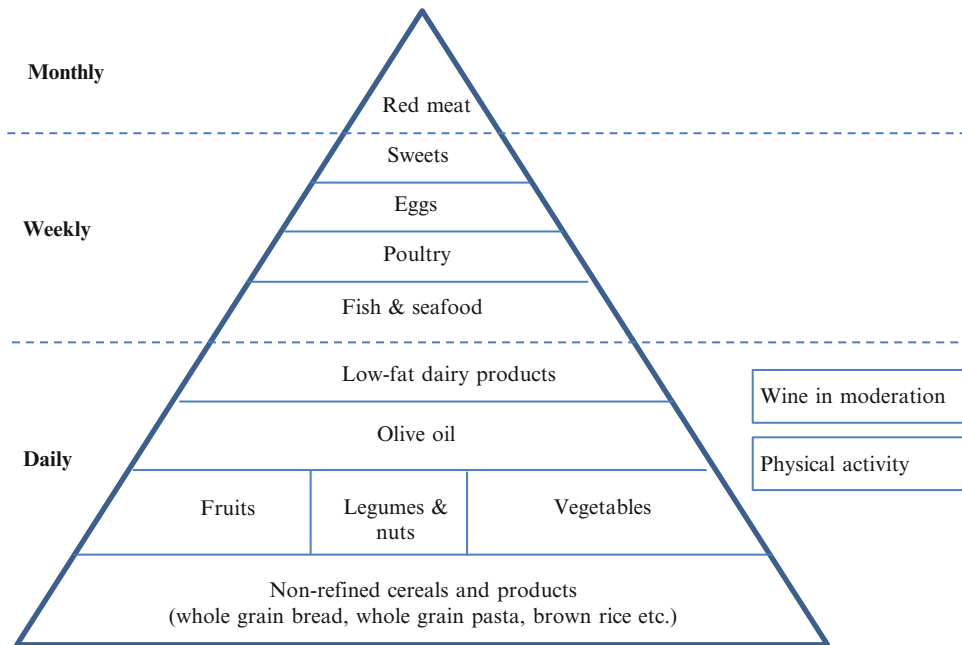 Monthly
Red meat
Sweets
Eggs
Weekly
Poultry
Fish & seafood
Low-fat dairy products
Wine in moderation
Olive oil
Daily
Physical activity
Fruits
Legumes &
nuts
Vegetables
Non-refined cereals and products
(whole grain bread, whole grain pasta, brown rice etc.)